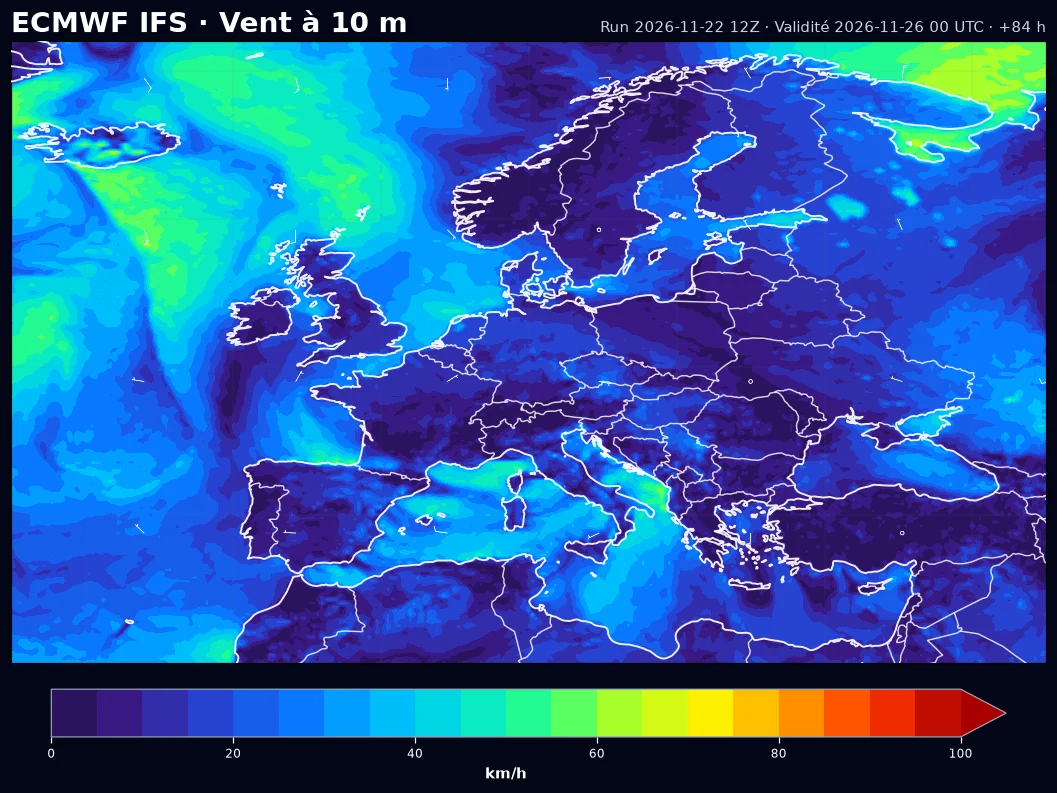 ECMWF IFS · Vent à 10 m
Run 2026-11-22 12Z · Validité 2026-11-26 00 UTC · +84 h
0 20 40 60 80 100
km/h